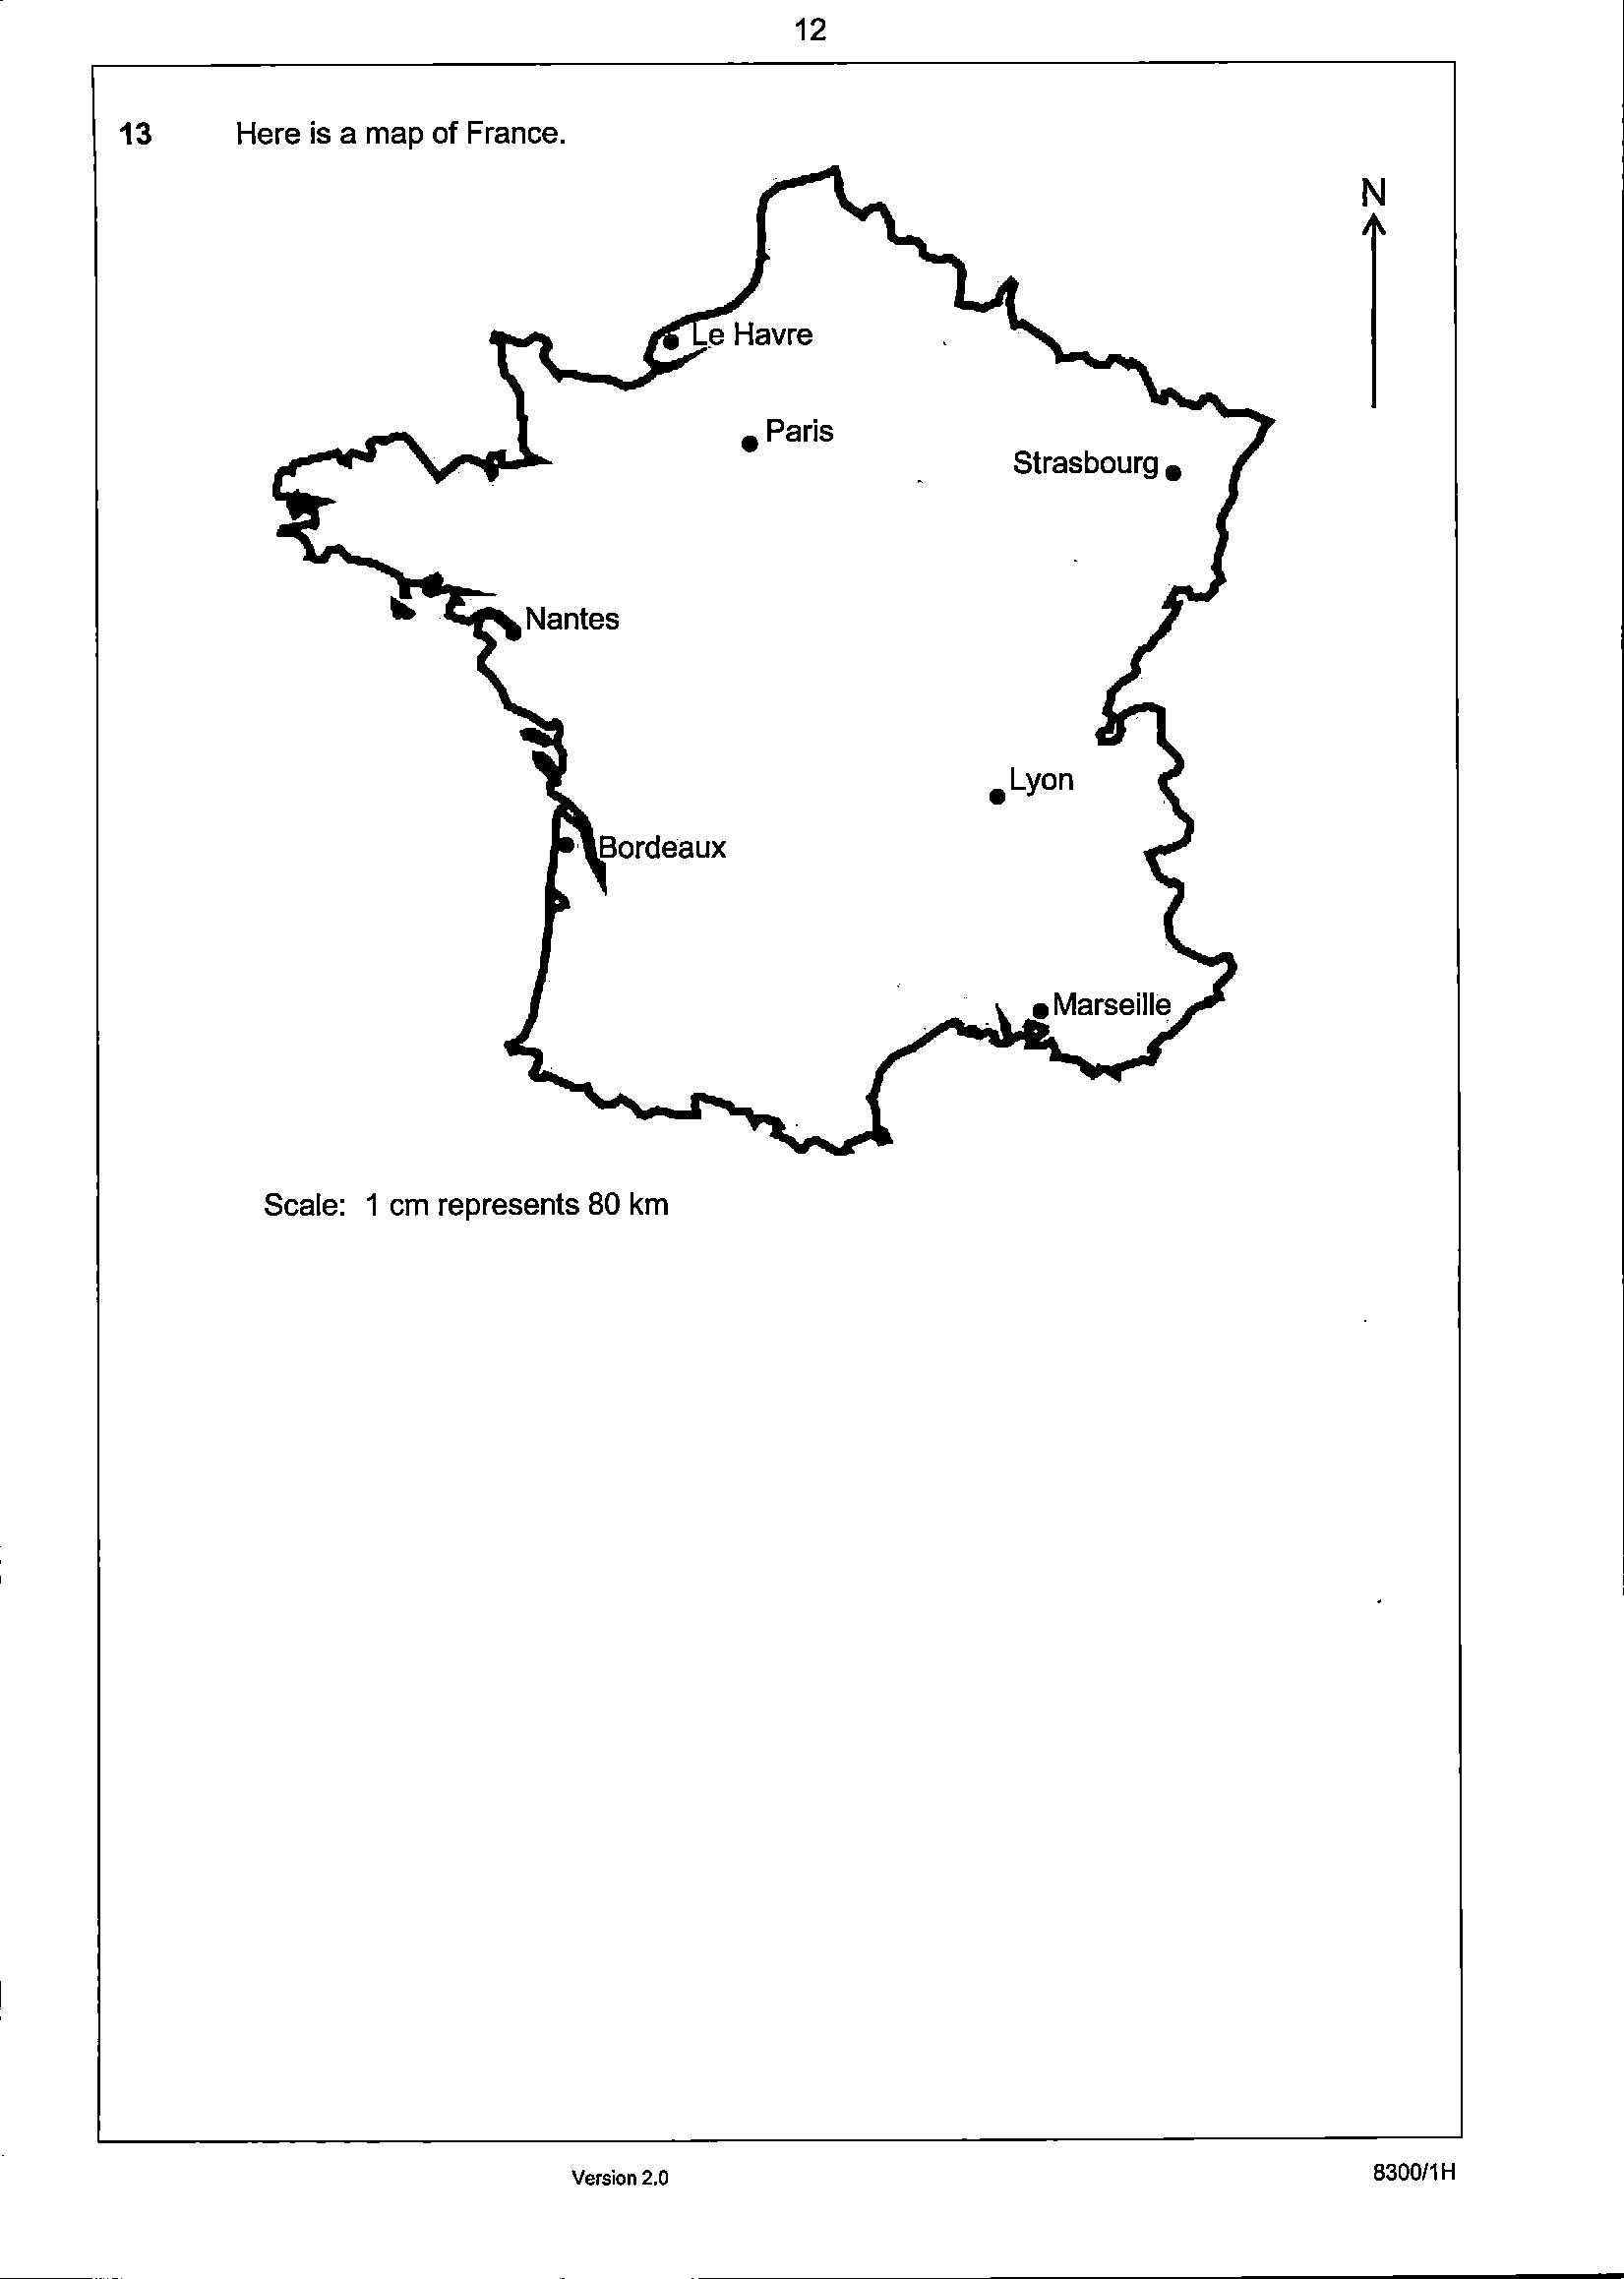 12
13 Here is a map of France.
N
Le Havre
Paris
Strasbourg
Nantes
Lyon
Bordeaux
Marseille
Scale: 1 cm represents 80 km
Version 2.0
8300/1H